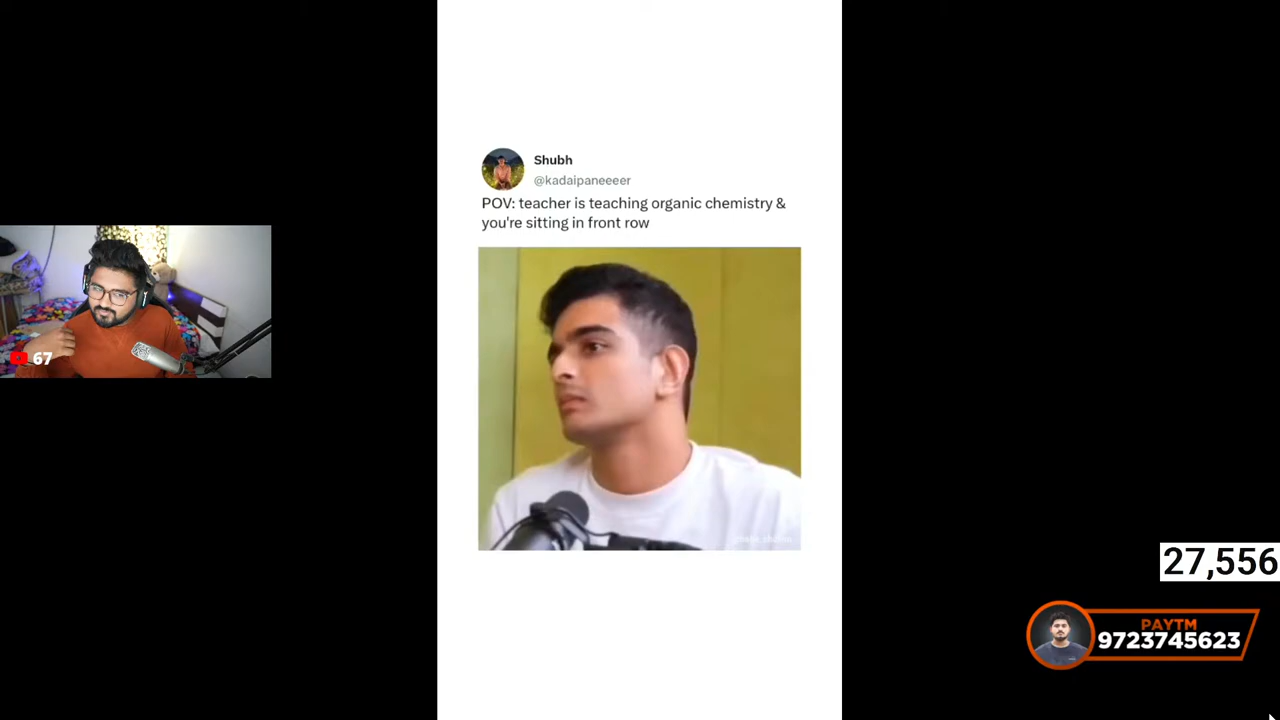 Shubh
@kadaipaneeeer
POV: teacher is teaching organic chemistry &
you're sitting in front row
67
27,556
PAYTM
9723745623